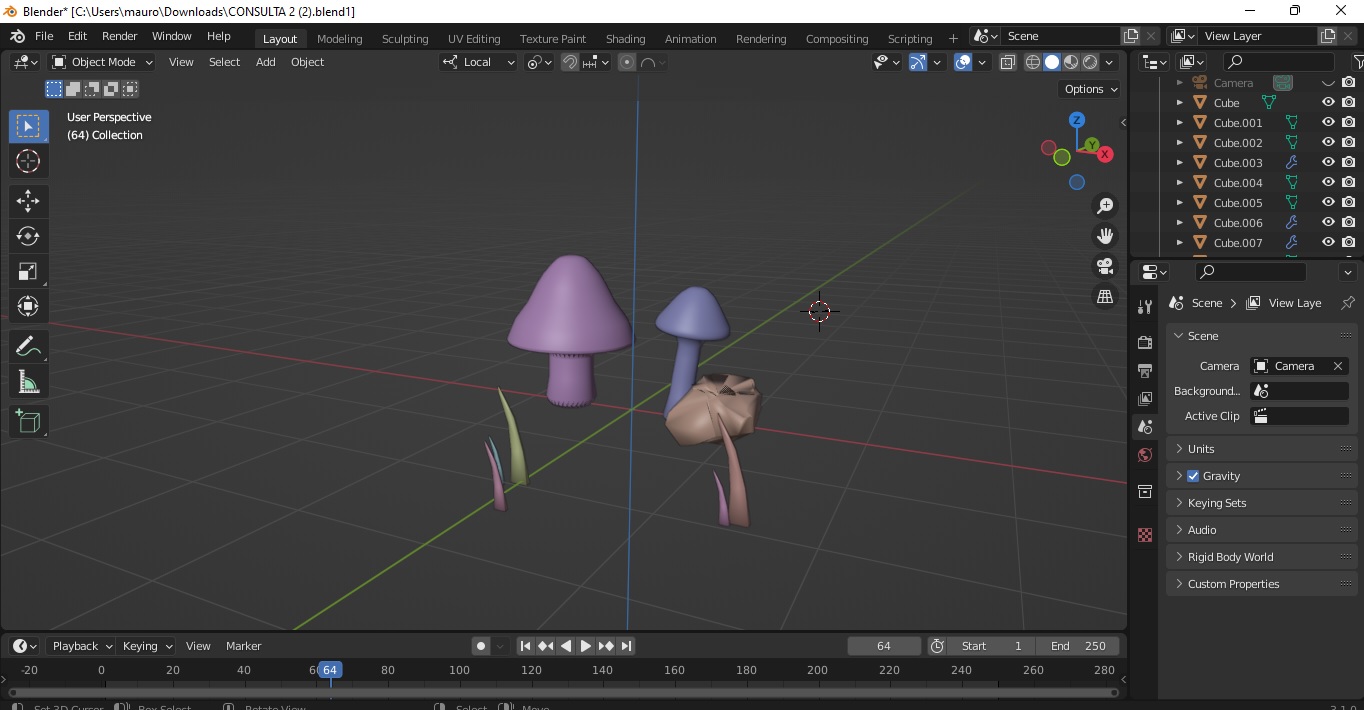 Blender* [C:\Users\mauro\Downloads\CONSULTA 2 (2).blend1]
File Edit Render Window Help Layout Modeling Sculpting UV Editing Texture Paint Shading Animation Rendering Compositing Scripting + Scene View Layer
Object Mode View Select Add Object Local
Options
User Perspective
(64) Collection
Z
Y
X
Camera
Cube
Cube.001
Cube.002
Cube.003
Cube.004
Cube.005
Cube.006
Cube.007
Scene > View Laye
Scene
Camera Camera
Background...
Active Clip
Units
Gravity
Keying Sets
Audio
Rigid Body World
Custom Properties
Playback Keying View Marker 64 Start 1 End 250
-20 0 20 40 64 80 100 120 140 160 180 200 220 240 260 280
Set 3D Cursor Box Select Rotate View Select Move 3.1.0